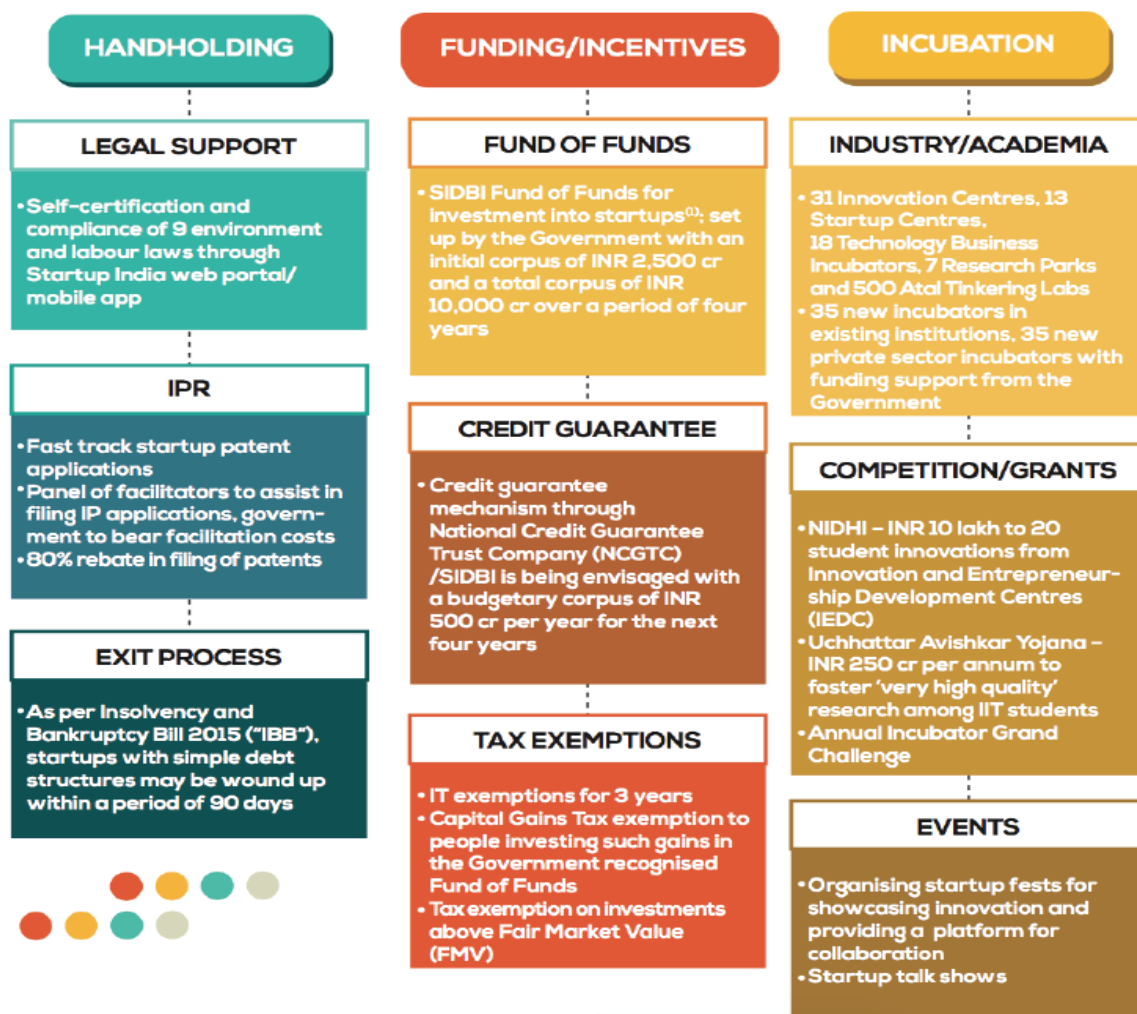 HANDHOLDING
LEGAL SUPPORT
•Self-certification and
compliance of 9 environment
and labour laws through
Startup India web portal/
mobile app
IPR
•Fast track startup patent
applications
•Panel of facilitators to assist in
filing IP applications, govern-
ment to bear facilitation costs
•80% rebate in filing of patents
EXIT PROCESS
•As per Insolvency and
Bankruptcy Bill 2015 ("IBB"),
startups with simple debt
structures may be wound up
within a period of 90 days
FUNDING/INCENTIVES
FUND OF FUNDS
•SIDBI Fund of Funds for
investment into startups⁽¹⁾; set
up by the Government with an
initial corpus of INR 2,500 cr
and a total corpus of INR
10,000 cr over a period of four
years
CREDIT GUARANTEE
•Credit guarantee
mechanism through
National Credit Guarantee
Trust Company (NCGTC)
/SIDBI is being envisaged with
a budgetary corpus of INR
500 cr per year for the next
four years
TAX EXEMPTIONS
•IT exemptions for 3 years
•Capital Gains Tax exemption to
people investing such gains in
the Government recognised
Fund of Funds
•Tax exemption on investments
above Fair Market Value
(FMV)
INCUBATION
INDUSTRY/ACADEMIA
•31 Innovation Centres, 13
Startup Centres,
18 Technology Business
Incubators, 7 Research Parks
and 500 Atal Tinkering Labs
•35 new incubators in
existing institutions, 35 new
private sector incubators with
funding support from the
Government
COMPETITION/GRANTS
•NIDHI – INR 10 lakh to 20
student innovations from
Innovation and Entrepreneur-
ship Development Centres
(IEDC)
•Uchhattar Avishkar Yojana –
INR 250 cr per annum to
foster 'very high quality'
research among IIT students
•Annual Incubator Grand
Challenge
EVENTS
•Organising startup fests for
showcasing innovation and
providing a platform for
collaboration
•Startup talk shows